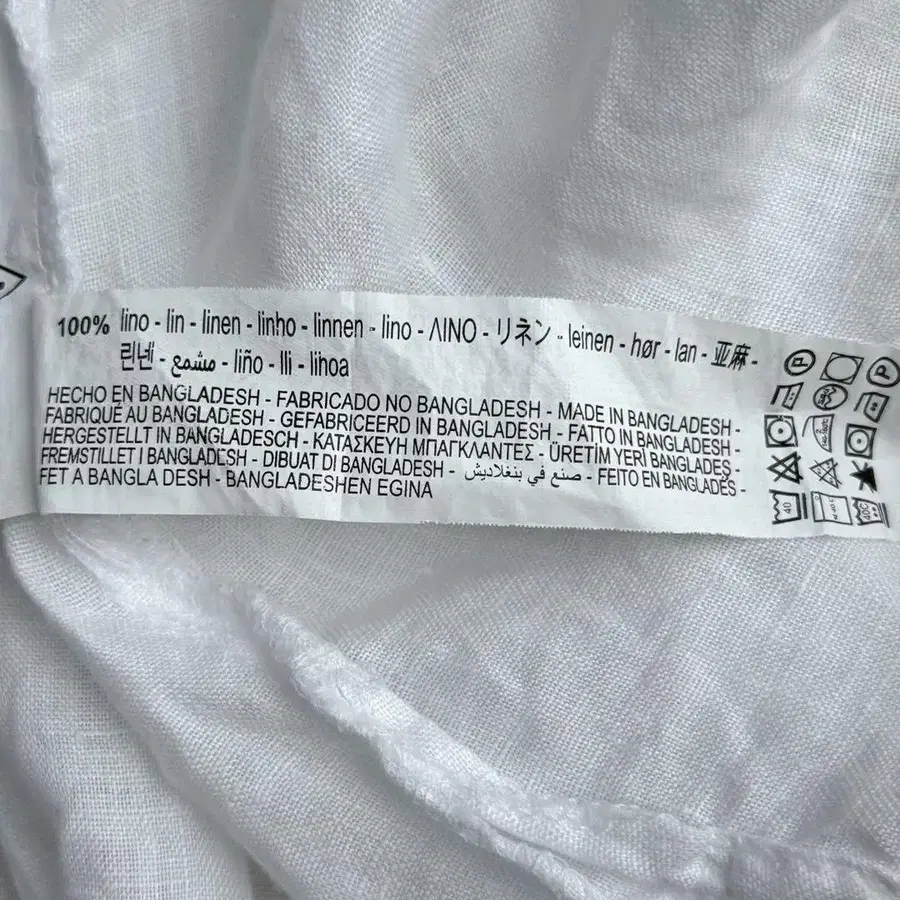 100% lino - lin - linen - linho - linnen - lino - ΛΙΝΟ - リネン - leinen - hør - lan - 亚麻 -
린넨 - مشمع - liño - lli - lihoa
HECHO EN BANGLADESH - FABRICADO NO BANGLADESH - MADE IN BANGLADESH -
FABRIQUÉ AU BANGLADESH - GEFABRICEERD IN BANGLADESH - FATTO IN BANGLADESH -
HERGESTELLT IN BANGLADESCH - ΚΑΤΑΣΚΕΥΗ ΜΠΑΓΚΛΑΝΤΕΣ - ÜRETİM YERİ BANGLADEŞ -
FREMSTILLET I BANGLADESH - DIBUAT DI BANGLADESH - صنع في بنغلاديش - FEITO EN BANGLADES -
FET A BANGLA DESH - BANGLADESHEN EGINA
P P
40 40C 40C